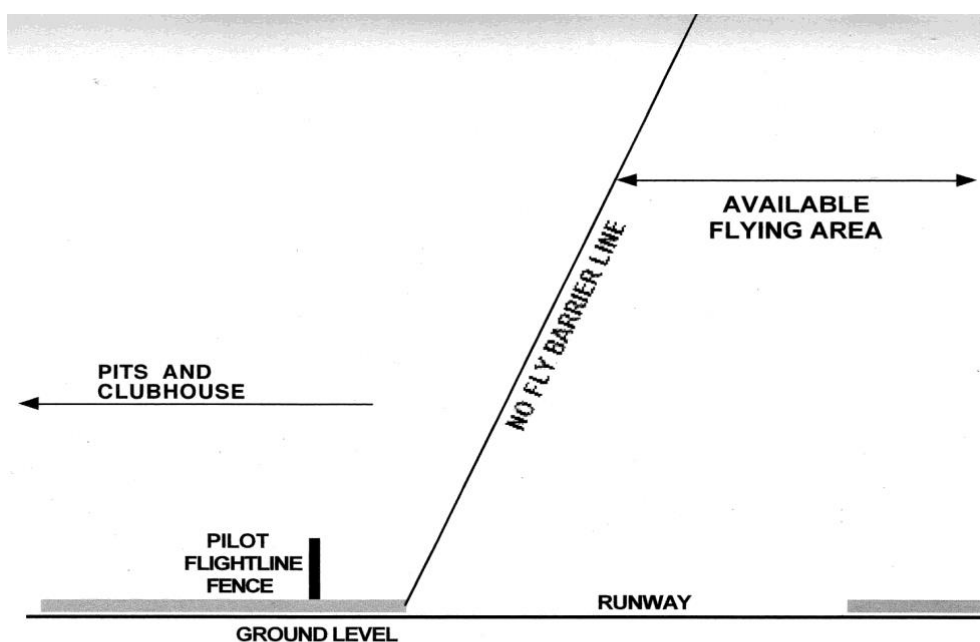 AVAILABLE
FLYING AREA
NO FLY BARRIER LINE
PITS AND
CLUBHOUSE
PILOT
FLIGHTLINE
FENCE
RUNWAY
GROUND LEVEL